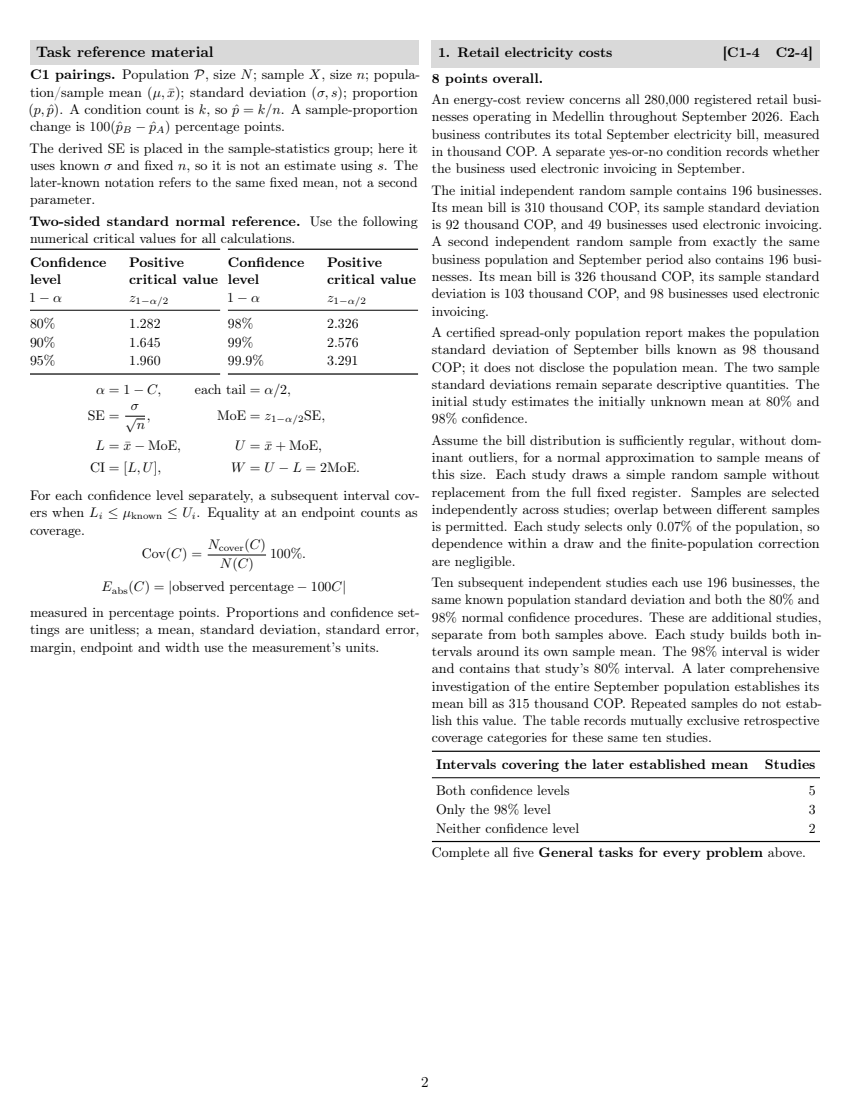 Task reference material
C1 pairings. Population P, size N; sample X, size n; popula-
tion/sample mean (μ, x̄); standard deviation (σ, s); proportion
(p, p̂). A condition count is k, so p̂ = k/n. A sample-proportion
change is 100(p̂_B − p̂_A) percentage points.
The derived SE is placed in the sample-statistics group; here it
uses known σ and fixed n, so it is not an estimate using s. The
later-known notation refers to the same fixed mean, not a second
parameter.
Two-sided standard normal reference. Use the following
numerical critical values for all calculations.
Confidence Positive Confidence Positive
level critical value level critical value
1 − α z_{1−α/2} 1 − α z_{1−α/2}
80% 1.282 98% 2.326
90% 1.645 99% 2.576
95% 1.960 99.9% 3.291
α = 1 − C, each tail = α/2,
SE = σ/√n, MoE = z_{1−α/2}SE,
L = x̄ − MoE, U = x̄ + MoE,
CI = [L, U], W = U − L = 2MoE.
For each confidence level separately, a subsequent interval cov-
ers when L_i ≤ μ_known ≤ U_i. Equality at an endpoint counts as
coverage.
Cov(C) = N_cover(C)/N(C) 100%.
E_abs(C) = |observed percentage − 100C|
measured in percentage points. Proportions and confidence set-
tings are unitless; a mean, standard deviation, standard error,
margin, endpoint and width use the measurement's units.
1. Retail electricity costs [C1-4 C2-4]
8 points overall.
An energy-cost review concerns all 280,000 registered retail busi-
nesses operating in Medellin throughout September 2026. Each
business contributes its total September electricity bill, measured
in thousand COP. A separate yes-or-no condition records whether
the business used electronic invoicing in September.
The initial independent random sample contains 196 businesses.
Its mean bill is 310 thousand COP, its sample standard deviation
is 92 thousand COP, and 49 businesses used electronic invoicing.
A second independent random sample from exactly the same
business population and September period also contains 196 busi-
nesses. Its mean bill is 326 thousand COP, its sample standard
deviation is 103 thousand COP, and 98 businesses used electronic
invoicing.
A certified spread-only population report makes the population
standard deviation of September bills known as 98 thousand
COP; it does not disclose the population mean. The two sample
standard deviations remain separate descriptive quantities. The
initial study estimates the initially unknown mean at 80% and
98% confidence.
Assume the bill distribution is sufficiently regular, without dom-
inant outliers, for a normal approximation to sample means of
this size. Each study draws a simple random sample without
replacement from the full fixed register. Samples are selected
independently across studies; overlap between different samples
is permitted. Each study selects only 0.07% of the population, so
dependence within a draw and the finite-population correction
are negligible.
Ten subsequent independent studies each use 196 businesses, the
same known population standard deviation and both the 80% and
98% normal confidence procedures. These are additional studies,
separate from both samples above. Each study builds both in-
tervals around its own sample mean. The 98% interval is wider
and contains that study's 80% interval. A later comprehensive
investigation of the entire September population establishes its
mean bill as 315 thousand COP. Repeated samples do not estab-
lish this value. The table records mutually exclusive retrospective
coverage categories for these same ten studies.
Intervals covering the later established mean Studies
Both confidence levels 5
Only the 98% level 3
Neither confidence level 2
Complete all five General tasks for every problem above.
2